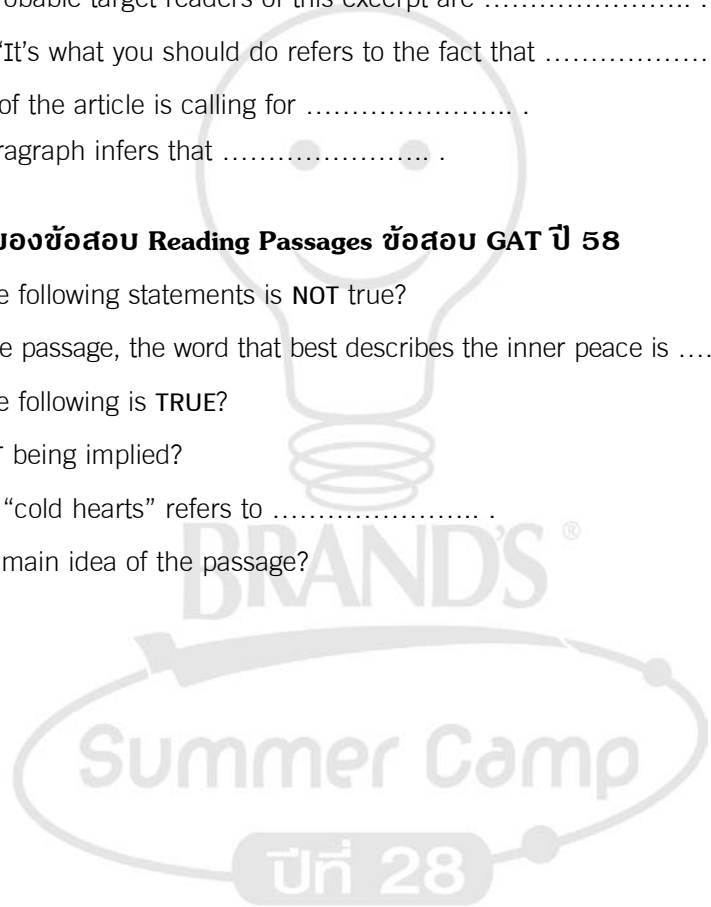 obable target readers of this excerpt are …………………….. .
“It’s what you should do refers to the fact that ………………
of the article is calling for …………………….. .
ragraph infers that …………………….. .
ของข้อสอบ Reading Passages ข้อสอบ GAT ปี 58
e following statements is NOT true?
e passage, the word that best describes the inner peace is ….
e following is TRUE?
T being implied?
“cold hearts” refers to …………………….. .
main idea of the passage?
BRAND'S ®
Summer Camp
ปีที่ 28